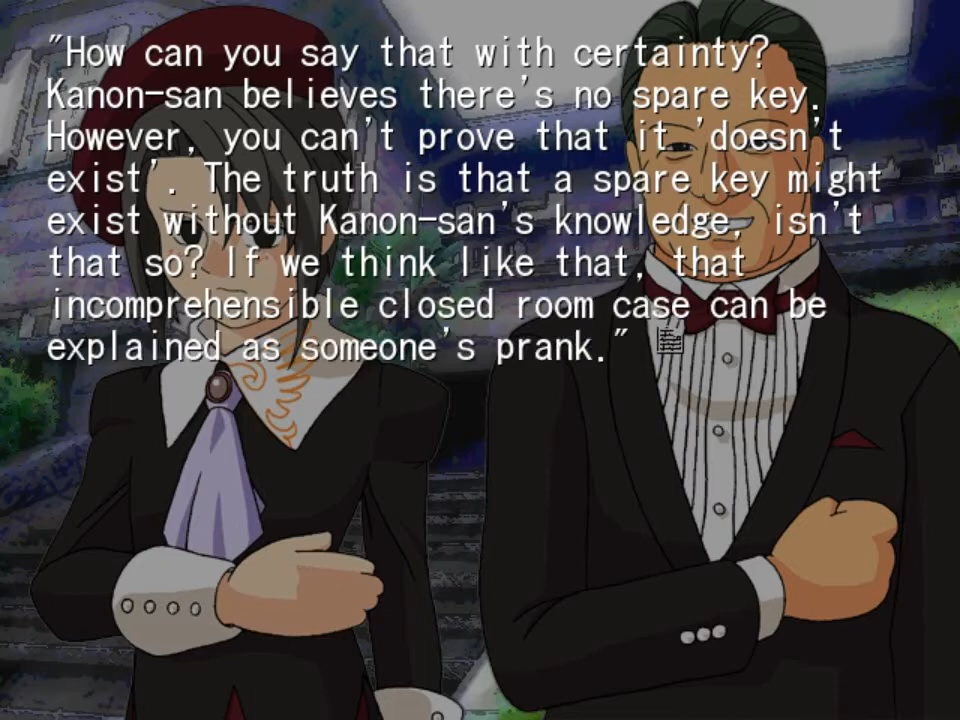 "How can you say that with certainty?
Kanon-san believes there's no spare key.
However, you can't prove that it 'doesn't
exist'. The truth is that a spare key might
exist without Kanon-san's knowledge, isn't
that so? If we think like that, that
incomprehensible closed room case can be
explained as someone's prank."